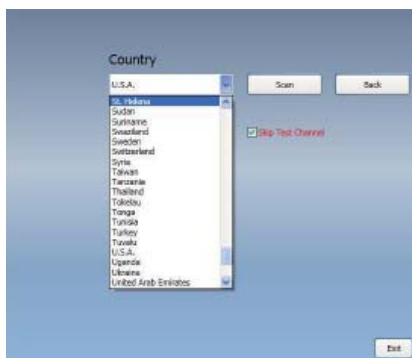 Country
U.S.A.
Scan
Back
St. Helena
Sudan
Suriname
Swaziland
Sweden
Switzerland
Syria
Taiwan
Tanzania
Thailand
Tokelau
Tonga
Tunisia
Turkey
Tuvalu
U.S.A.
Uganda
Ukraine
United Arab Emirates
Skip Test Channel
Exit